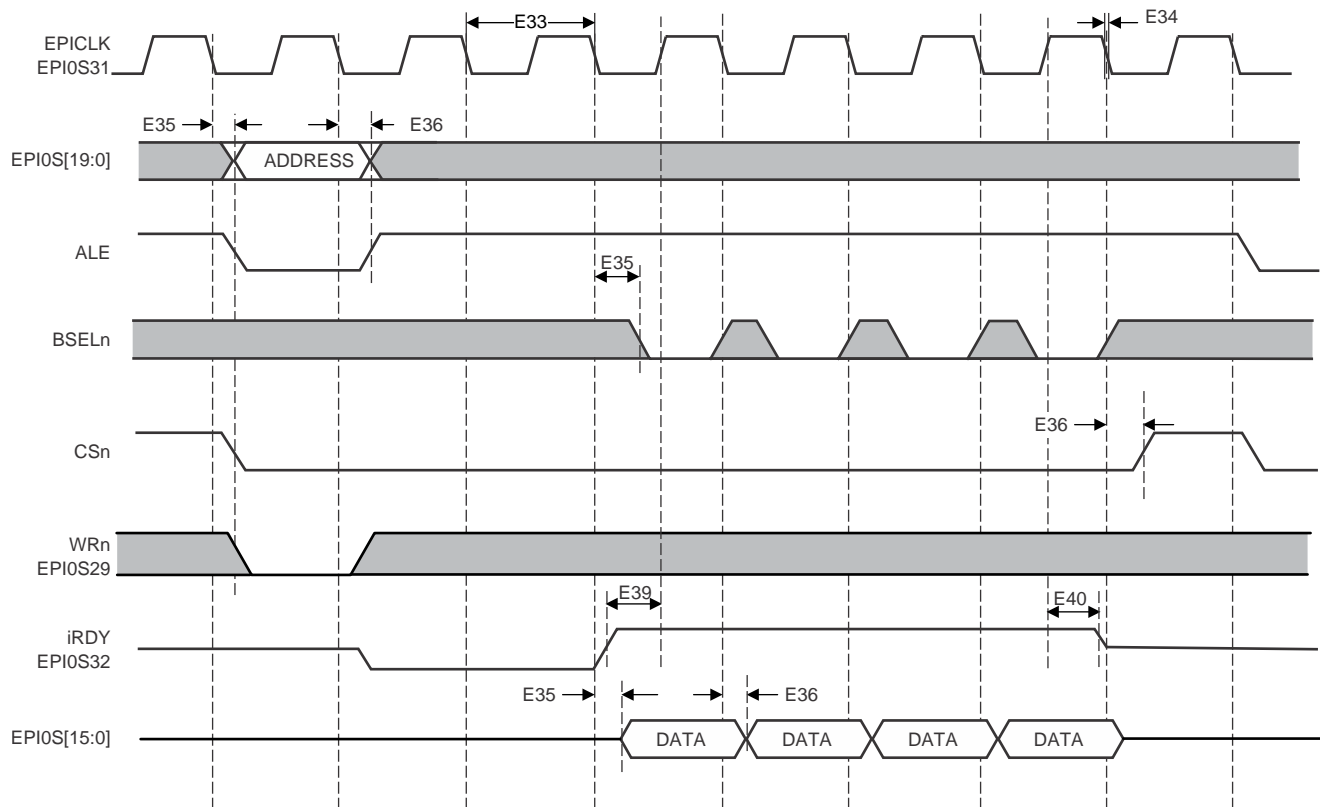 E33
E34
EPICLK
EPI0S31
E35
E36
EPI0S[19:0]
ADDRESS
ALE
E35
BSELn
E36
CSn
WRn
EPI0S29
E39
E40
iRDY
EPI0S32
E35
E36
EPI0S[15:0]
DATA
DATA
DATA
DATA